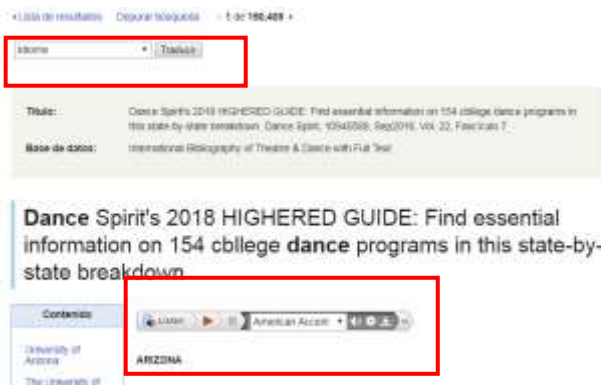 Lista de resultados Depurar búsqueda 1 de 160,469
Idioma Traducir
Título: Dance Spirit's 2018 HIGHERED GUIDE: Find essential information on 154 college dance programs in
this state-by-state breakdown. Dance Spirit, 10945588, Sep2018, Vol. 22, Fascículo 7
Base de datos: International Bibliography of Theatre & Dance with Full Text
Dance Spirit's 2018 HIGHERED GUIDE: Find essential
information on 154 cbllege dance programs in this state-by-
state breakdown
Contenido
Listen American Accent
University of
Arizona
ARIZONA
The University of